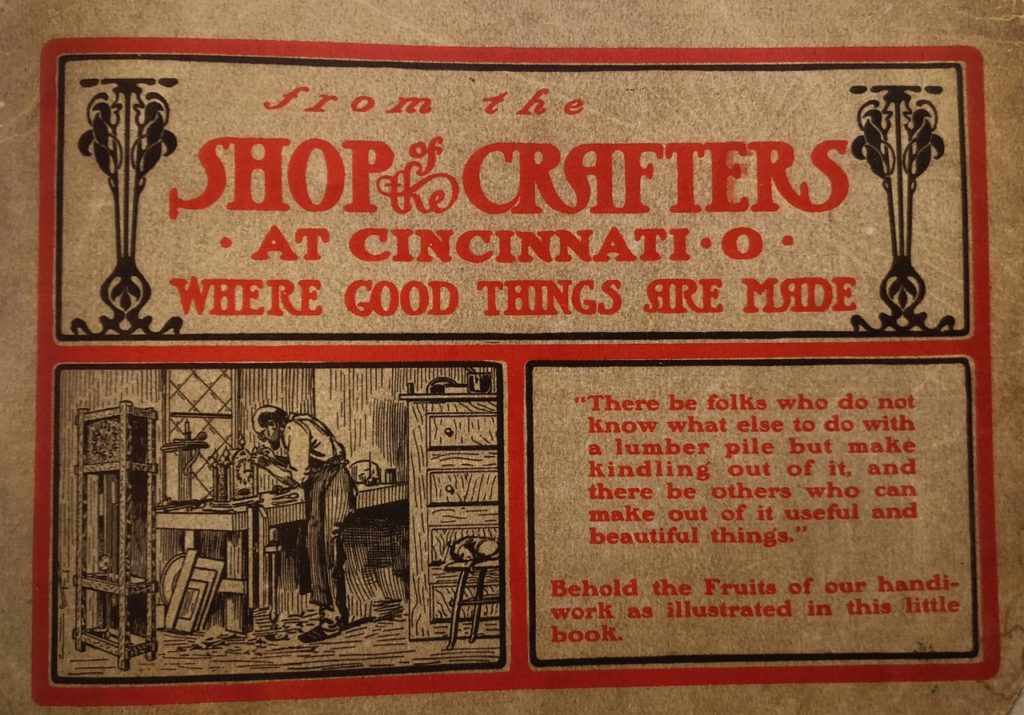 from the
SHOP of the CRAFTERS
· AT CINCINNATI · O ·
WHERE GOOD THINGS ARE MADE
"There be folks who do not
know what else to do with
a lumber pile but make
kindling out of it, and
there be others who can
make out of it useful and
beautiful things."
Behold the Fruits of our handi-
work as illustrated in this little
book.